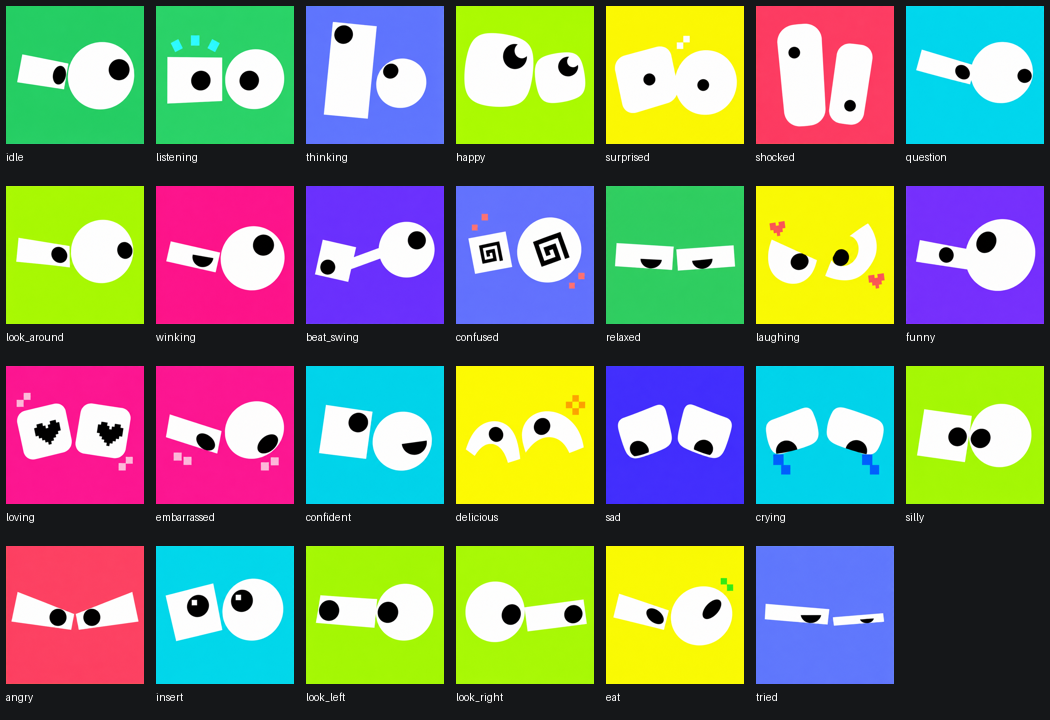 idle
listening
thinking
happy
surprised
shocked
question
look_around
winking
beat_swing
confused
relaxed
laughing
funny
loving
embarrassed
confident
delicious
sad
crying
silly
angry
insert
look_left
look_right
eat
tried